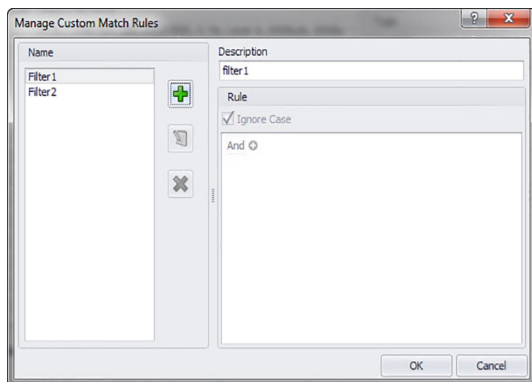 Manage Custom Match Rules
?
Name
Filter1
Filter2
Description
filter1
Rule
Ignore Case
And
OK
Cancel